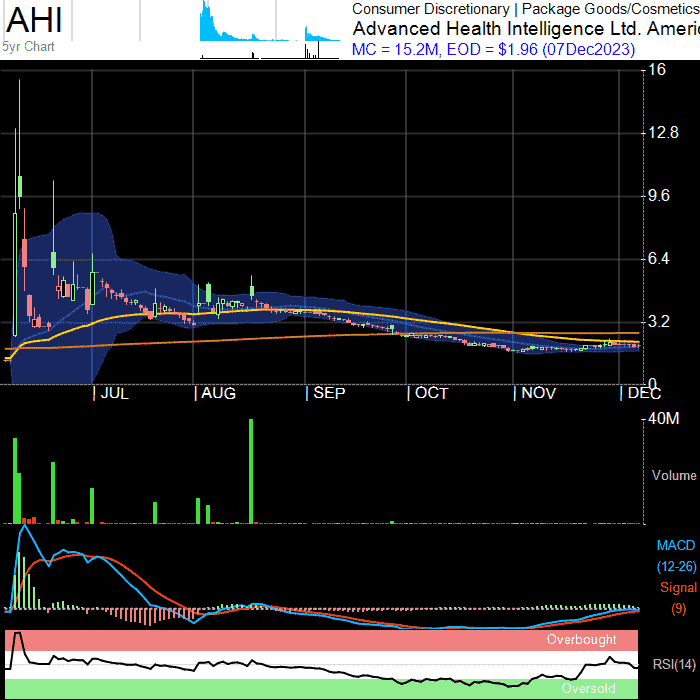 AHI
5yr Chart
Consumer Discretionary | Package Goods/Cosmetics
Advanced Health Intelligence Ltd. Americ
MC = 15.2M, EOD = $1.96 (07Dec2023)
16
12.8
9.6
6.4
3.2
0
JUL
AUG
SEP
OCT
NOV
DEC
40M
Volume
MACD
(12-26)
Signal
(9)
Overbought
RSI(14)
Oversold